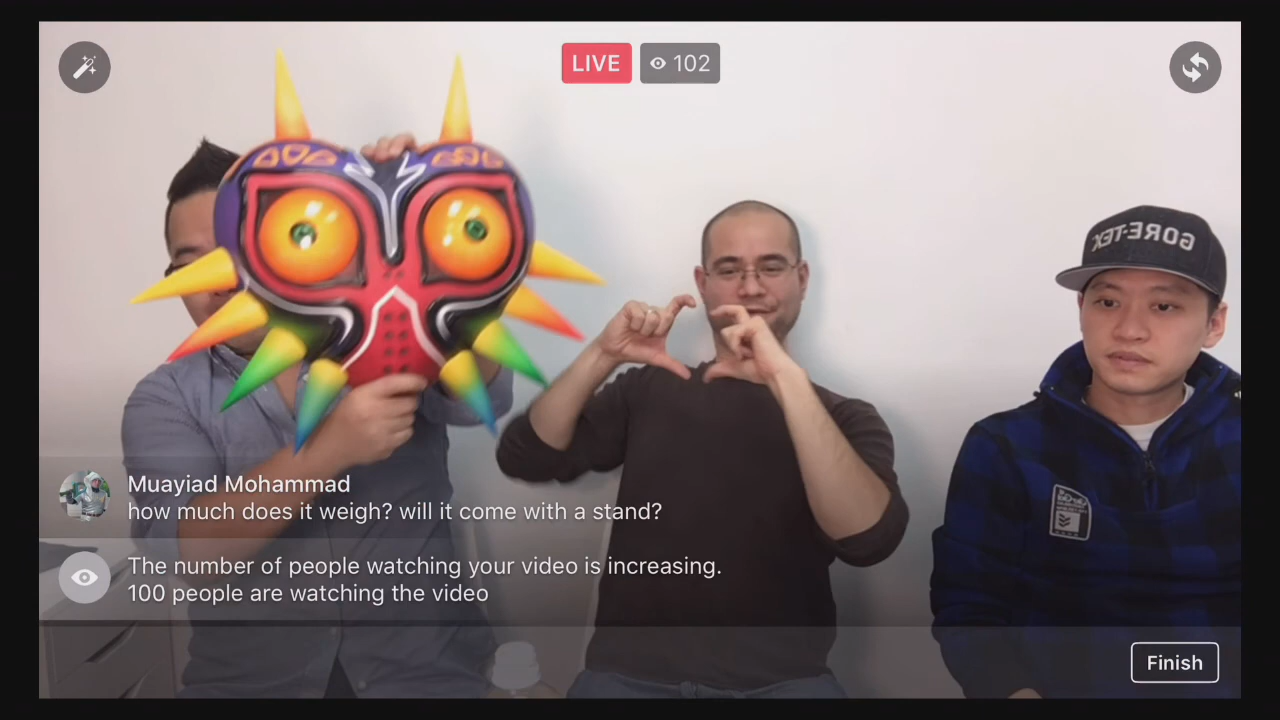 LIVE
102
GORE-TEX
Muayiad Mohammad
how much does it weigh? will it come with a stand?
The number of people watching your video is increasing.
100 people are watching the video
Finish